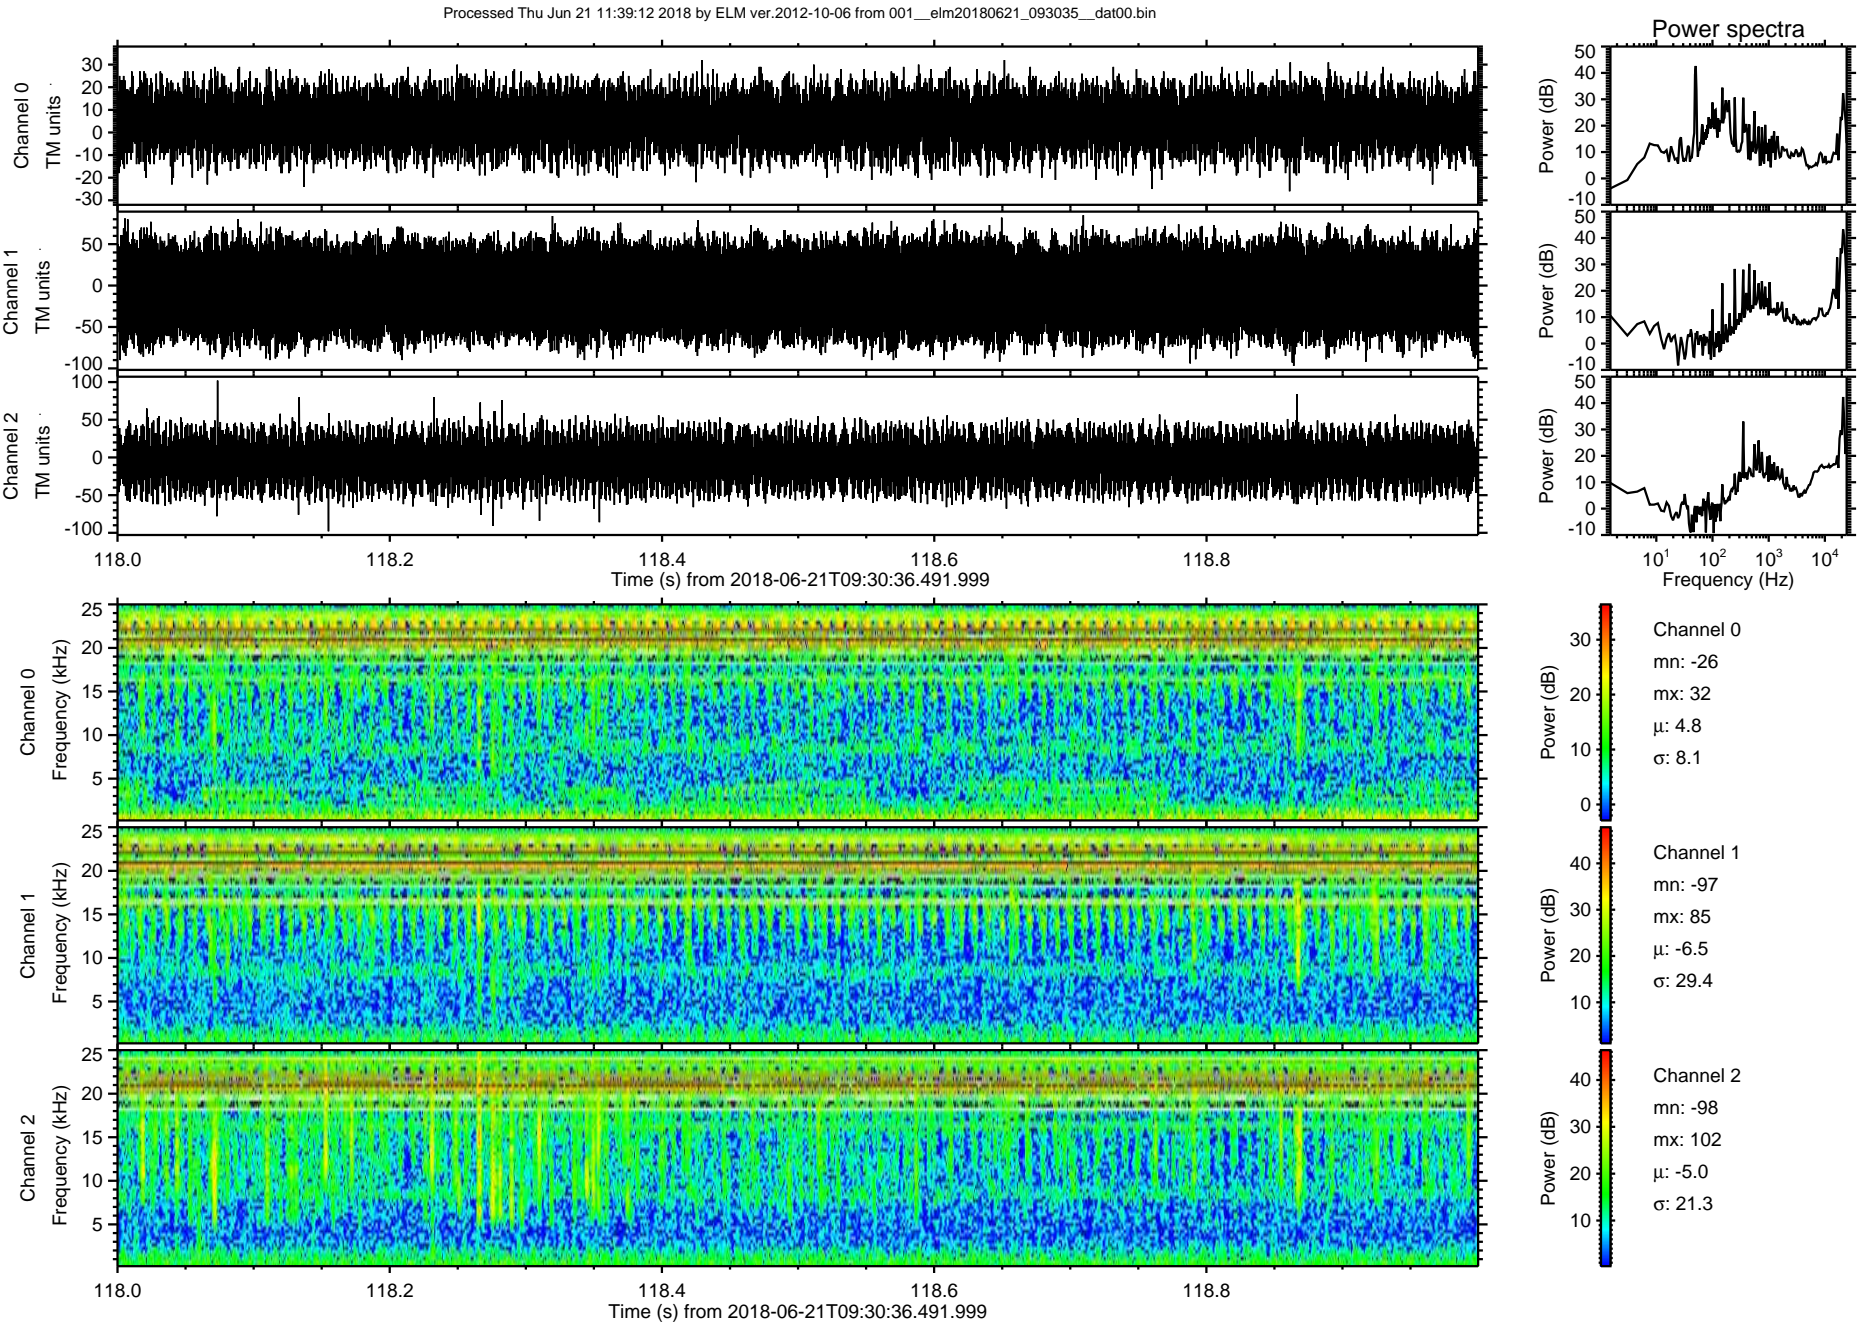 Processed Thu Jun 21 11:39:12 2018 by ELM ver.2012-10-06 from 001__elm20180621_093035__dat00.bin
Power spectra
Channel 0
TM units
30
20
10
0
-10
-20
-30
Power (dB)
50
40
30
20
10
0
-10
Channel 1
TM units
50
0
-50
-100
Power (dB)
50
40
30
20
10
0
-10
Channel 2
TM units
100
50
0
-50
-100
Power (dB)
50
40
30
20
10
0
-10
118.0 118.2 118.4 118.6 118.8
Time (s) from 2018-06-21T09:30:36.491.999
10^1 10^2 10^3 10^4
Frequency (Hz)
Channel 0
Frequency (kHz)
25
20
15
10
5
Power (dB)
30
20
10
0
Channel 0
mn: -26
mx: 32
μ: 4.8
σ: 8.1
Channel 1
Frequency (kHz)
25
20
15
10
5
Power (dB)
40
30
20
10
Channel 1
mn: -97
mx: 85
μ: -6.5
σ: 29.4
Channel 2
Frequency (kHz)
25
20
15
10
5
Power (dB)
40
30
20
10
Channel 2
mn: -98
mx: 102
μ: -5.0
σ: 21.3
118.0 118.2 118.4 118.6 118.8
Time (s) from 2018-06-21T09:30:36.491.999